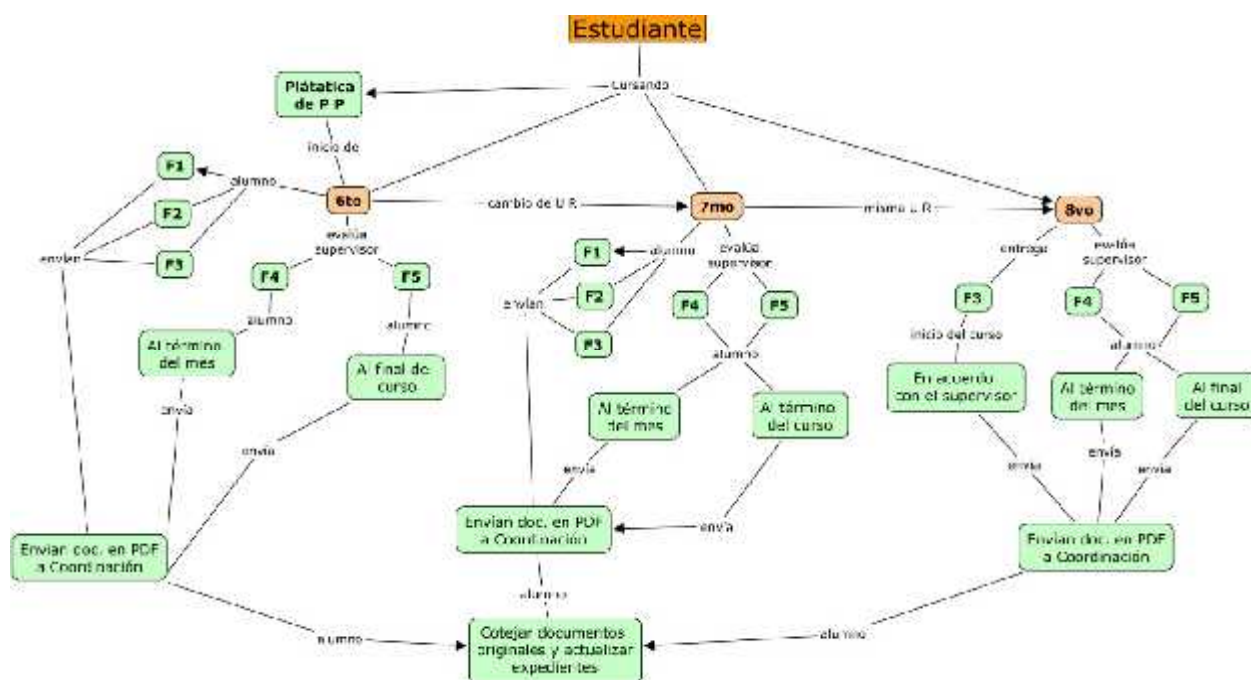 Estudiante
cursando
Plátatica
de P P
inicio de
F1
alumno
6to
cambio de U R
7mo
misma U R
8vo
F2
F3
envían
evalúa
supervisor
F4
F5
alumno
alumno
Al término
del mes
Al final de
curso
envía
envía
Envían doc. en PDF
a Coordinación
alumno
F1
alumno
F2
F3
envían
evalúa
supervisor
F4
F5
alumno
Al término
del mes
Al término
del curso
envía
envía
Envían doc. en PDF
a Coordinación
alumno
entrega
evalúa
supervisor
F3
F4
F5
inicio del curso
alumno
En acuerdo
con el supervisor
Al término
del mes
Al final
del curso
envía
envía
envía
Envían doc. en PDF
a Coordinación
alumno
Cotejar documentos
originales y actualizar
expedientes